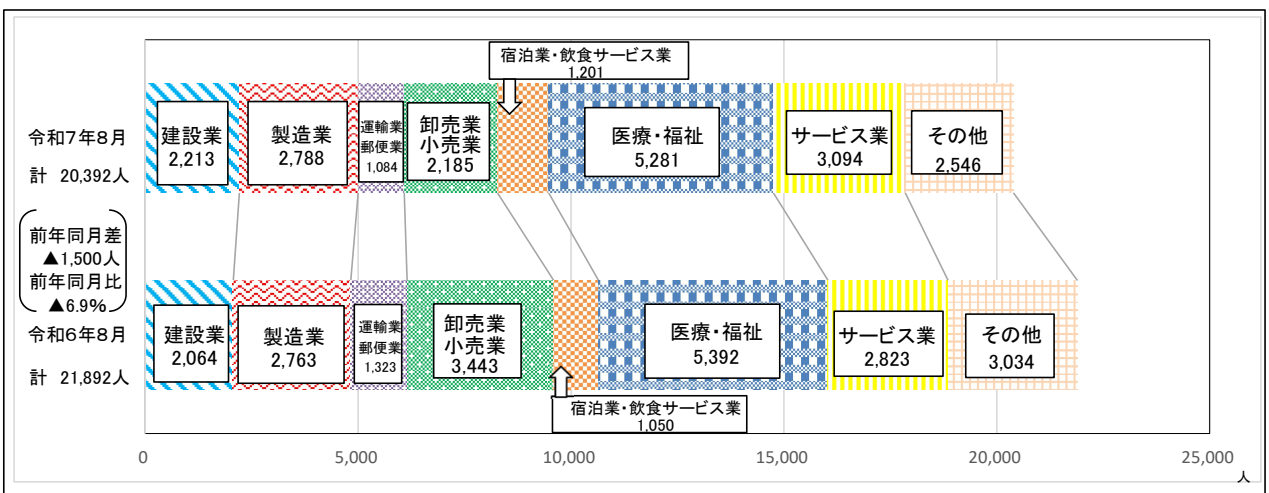 宿泊業・飲食サービス業
1,201
令和7年8月
計 20,392人
建設業
2,213
製造業
2,788
運輸業
郵便業
1,084
卸売業
小売業
2,185
医療・福祉
5,281
サービス業
3,094
その他
2,546
前年同月差
▲1,500人
前年同月比
▲6.9%
令和6年8月
計 21,892人
建設業
2,064
製造業
2,763
運輸業
郵便業
1,323
卸売業
小売業
3,443
医療・福祉
5,392
サービス業
2,823
その他
3,034
宿泊業・飲食サービス業
1,050
0 5,000 10,000 15,000 20,000 25,000
人